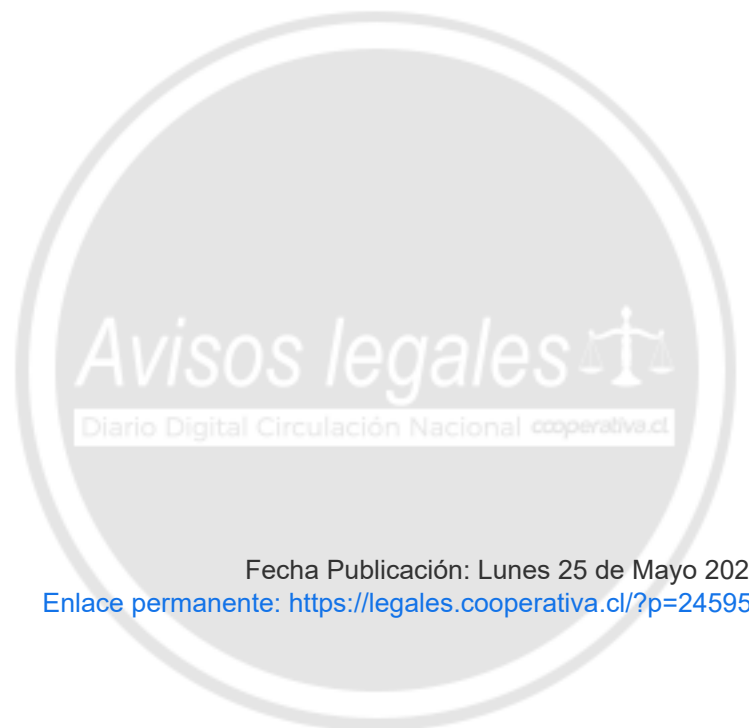 Avisos legales
Diario Digital Circulación Nacional cooperativa.cl
Fecha Publicación: Lunes 25 de Mayo 202
Enlace permanente: https://legales.cooperativa.cl/?p=24595